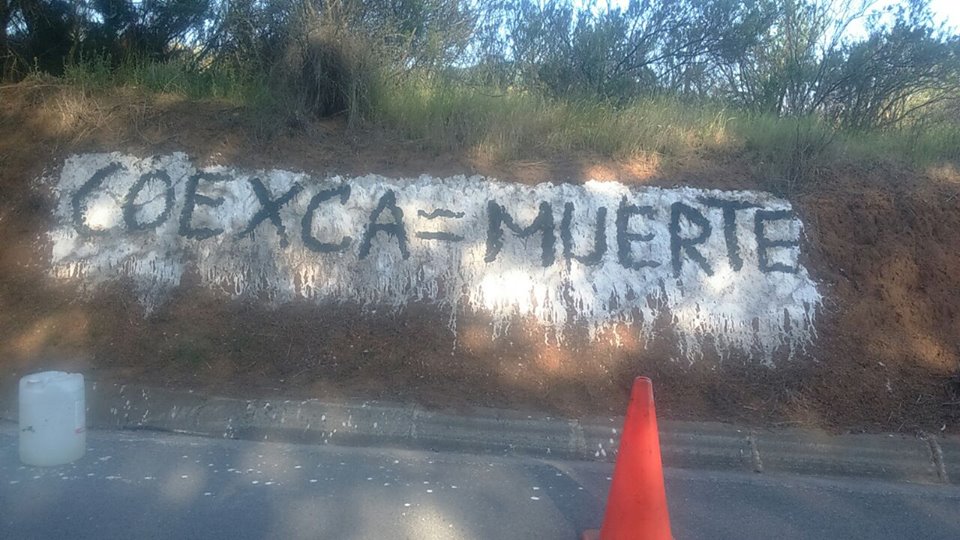 COEXCA = MUERTE